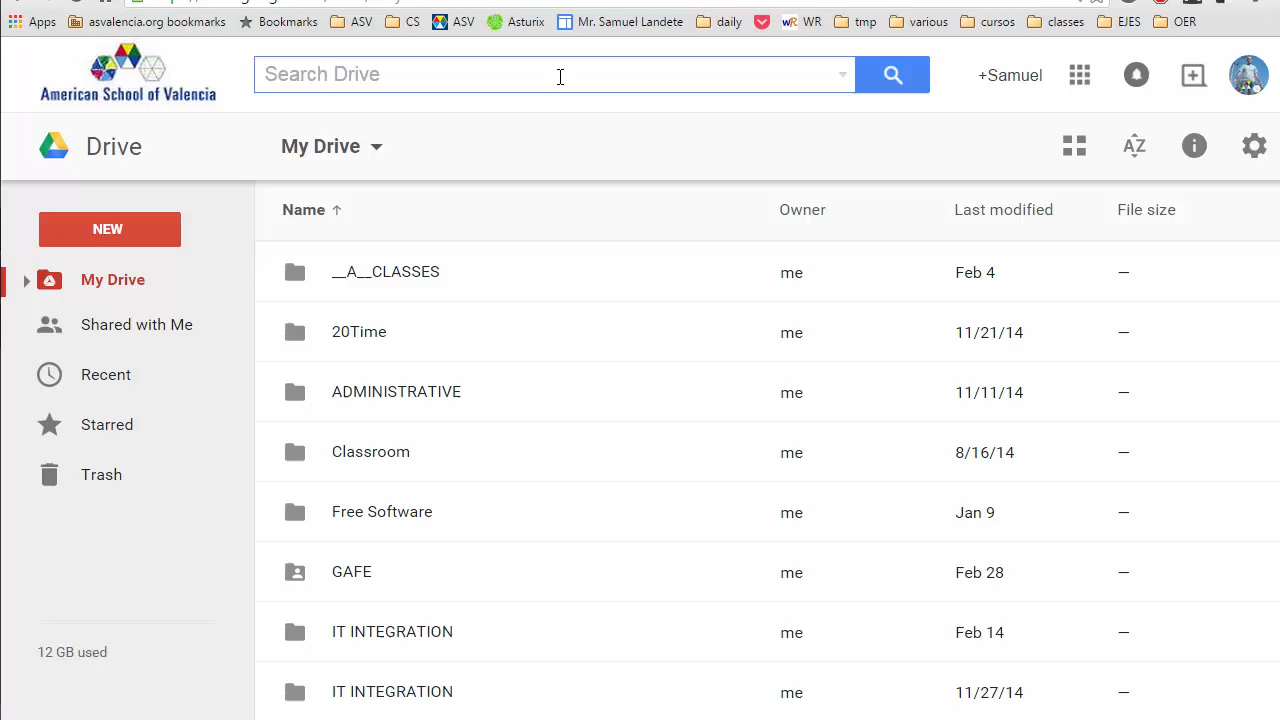 Apps asvalencia.org bookmarks Bookmarks ASV CS ASV Asturix Mr. Samuel Landete daily WR WR tmp various cursos classes EJES OER
American School of Valencia
Search Drive
+Samuel
Drive
My Drive
AZ
NEW
My Drive
Shared with Me
Recent
Starred
Trash
12 GB used
Name Owner Last modified File size
__A__CLASSES me Feb 4 —
20Time me 11/21/14 —
ADMINISTRATIVE me 11/11/14 —
Classroom me 8/16/14 —
Free Software me Jan 9 —
GAFE me Feb 28 —
IT INTEGRATION me Feb 14 —
IT INTEGRATION me 11/27/14 —